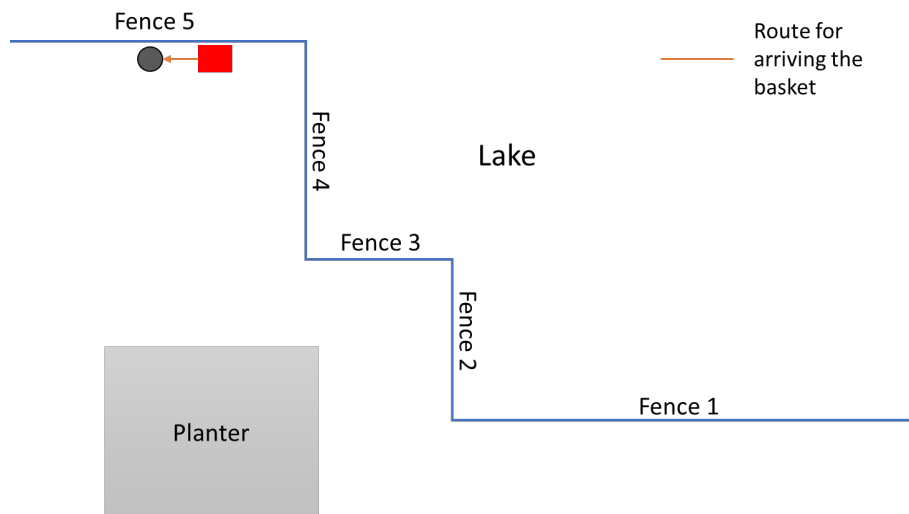 Fence 5
Route for
arriving the
basket
Fence 4
Lake
Fence 3
Fence 2
Fence 1
Planter